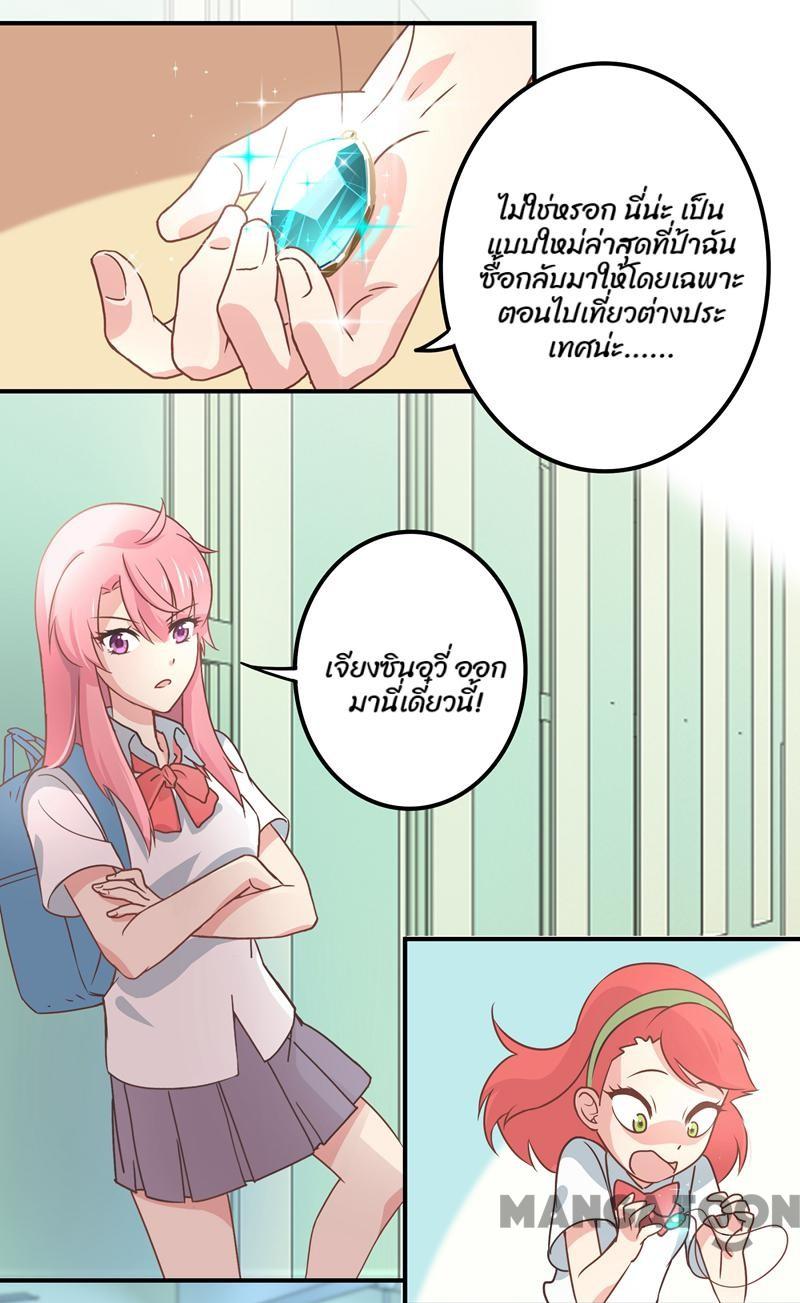 ไม่ใช่หรอก นี่น่ะ เป็น
แบบใหม่ล่าสุดที่ป้าฉัน
ซื้อกลับมาให้โดยเฉพาะ
ตอนไปเที่ยวต่างประ
เทศน่ะ......
เจียงซินอวี่ ออก
มานี่เดี๋ยวนี้!
MANGATOON